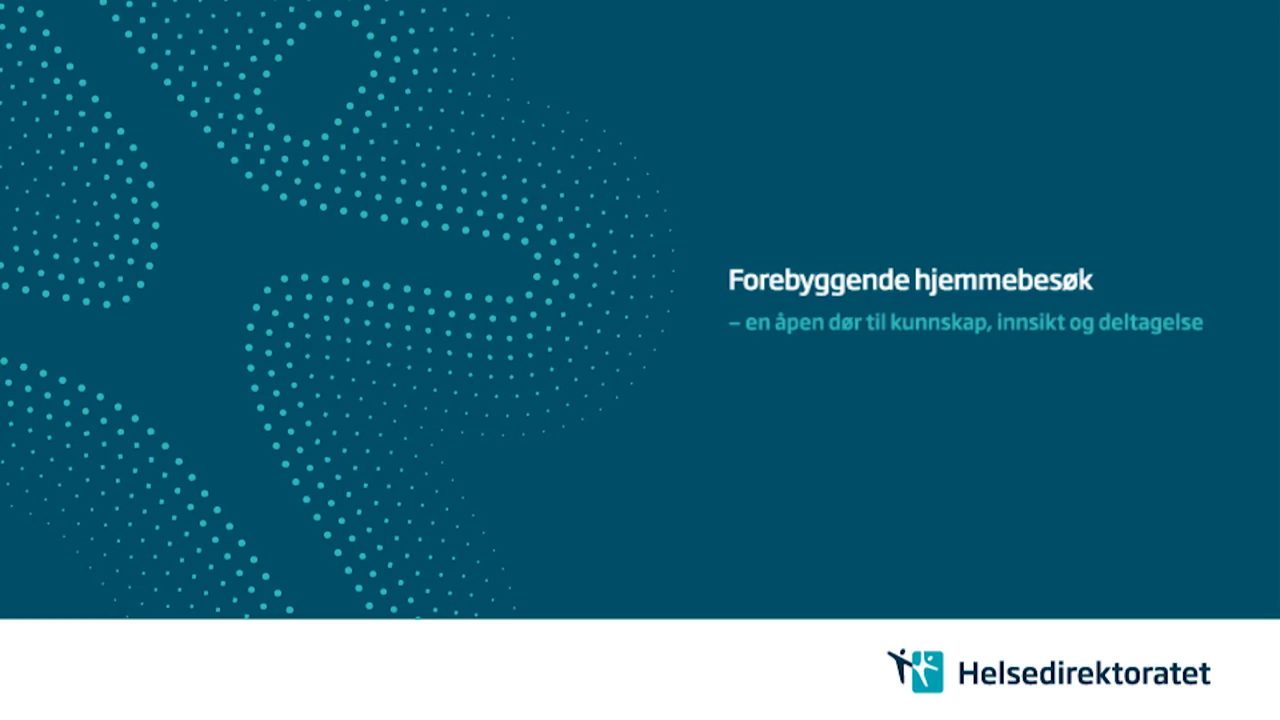 Forebyggende hjemmebesøk
– en åpen dør til kunnskap, innsikt og deltagelse
Helsedirektoratet